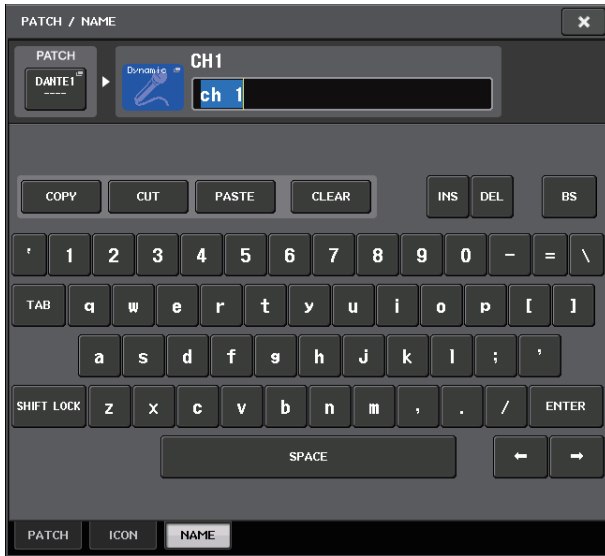 PATCH / NAME
×
PATCH
DANTE1
----
Dynamic
CH1
ch 1
COPY CUT PASTE CLEAR INS DEL BS
' 1 2 3 4 5 6 7 8 9 0 - = \
TAB q w e r t y u i o p [ ]
a s d f g h j k l ; '
SHIFT LOCK z x c v b n m , . / ENTER
SPACE ← →
PATCH ICON NAME